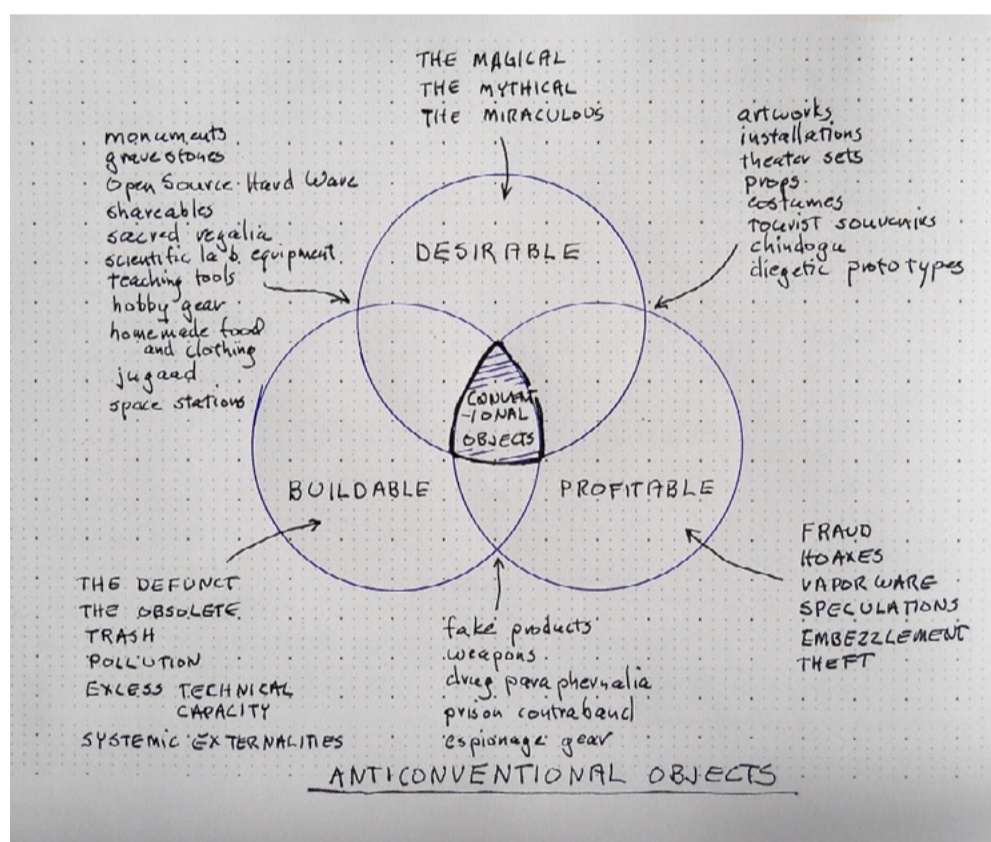 THE MAGICAL
THE MYTHICAL
THE MIRACULOUS
monuments
gravestones
Open Source Hard Ware
shareables
sacred regalia
scientific lab equipment
teaching tools
hobby gear
homemade food
and clothing
jugaad
space stations
artworks
installations
theater sets
props
costumes
TOURIST SOUVENIRS
chindogu
diegetic prototypes
DESIRABLE
CONVENT
-IONAL
OBJECTS
BUILDABLE
PROFITABLE
THE DEFUNCT
THE OBSOLETE
TRASH
POLLUTION
EXCESS TECHNICAL
CAPACITY
SYSTEMIC EXTERNALITIES
fake products
weapons
drug paraphernalia
prison contraband
espionage gear
FRAUD
HOAXES
VAPOR WARE
SPECULATIONS
EMBEZZLEMENT
THEFT
ANTICONVENTIONAL OBJECTS